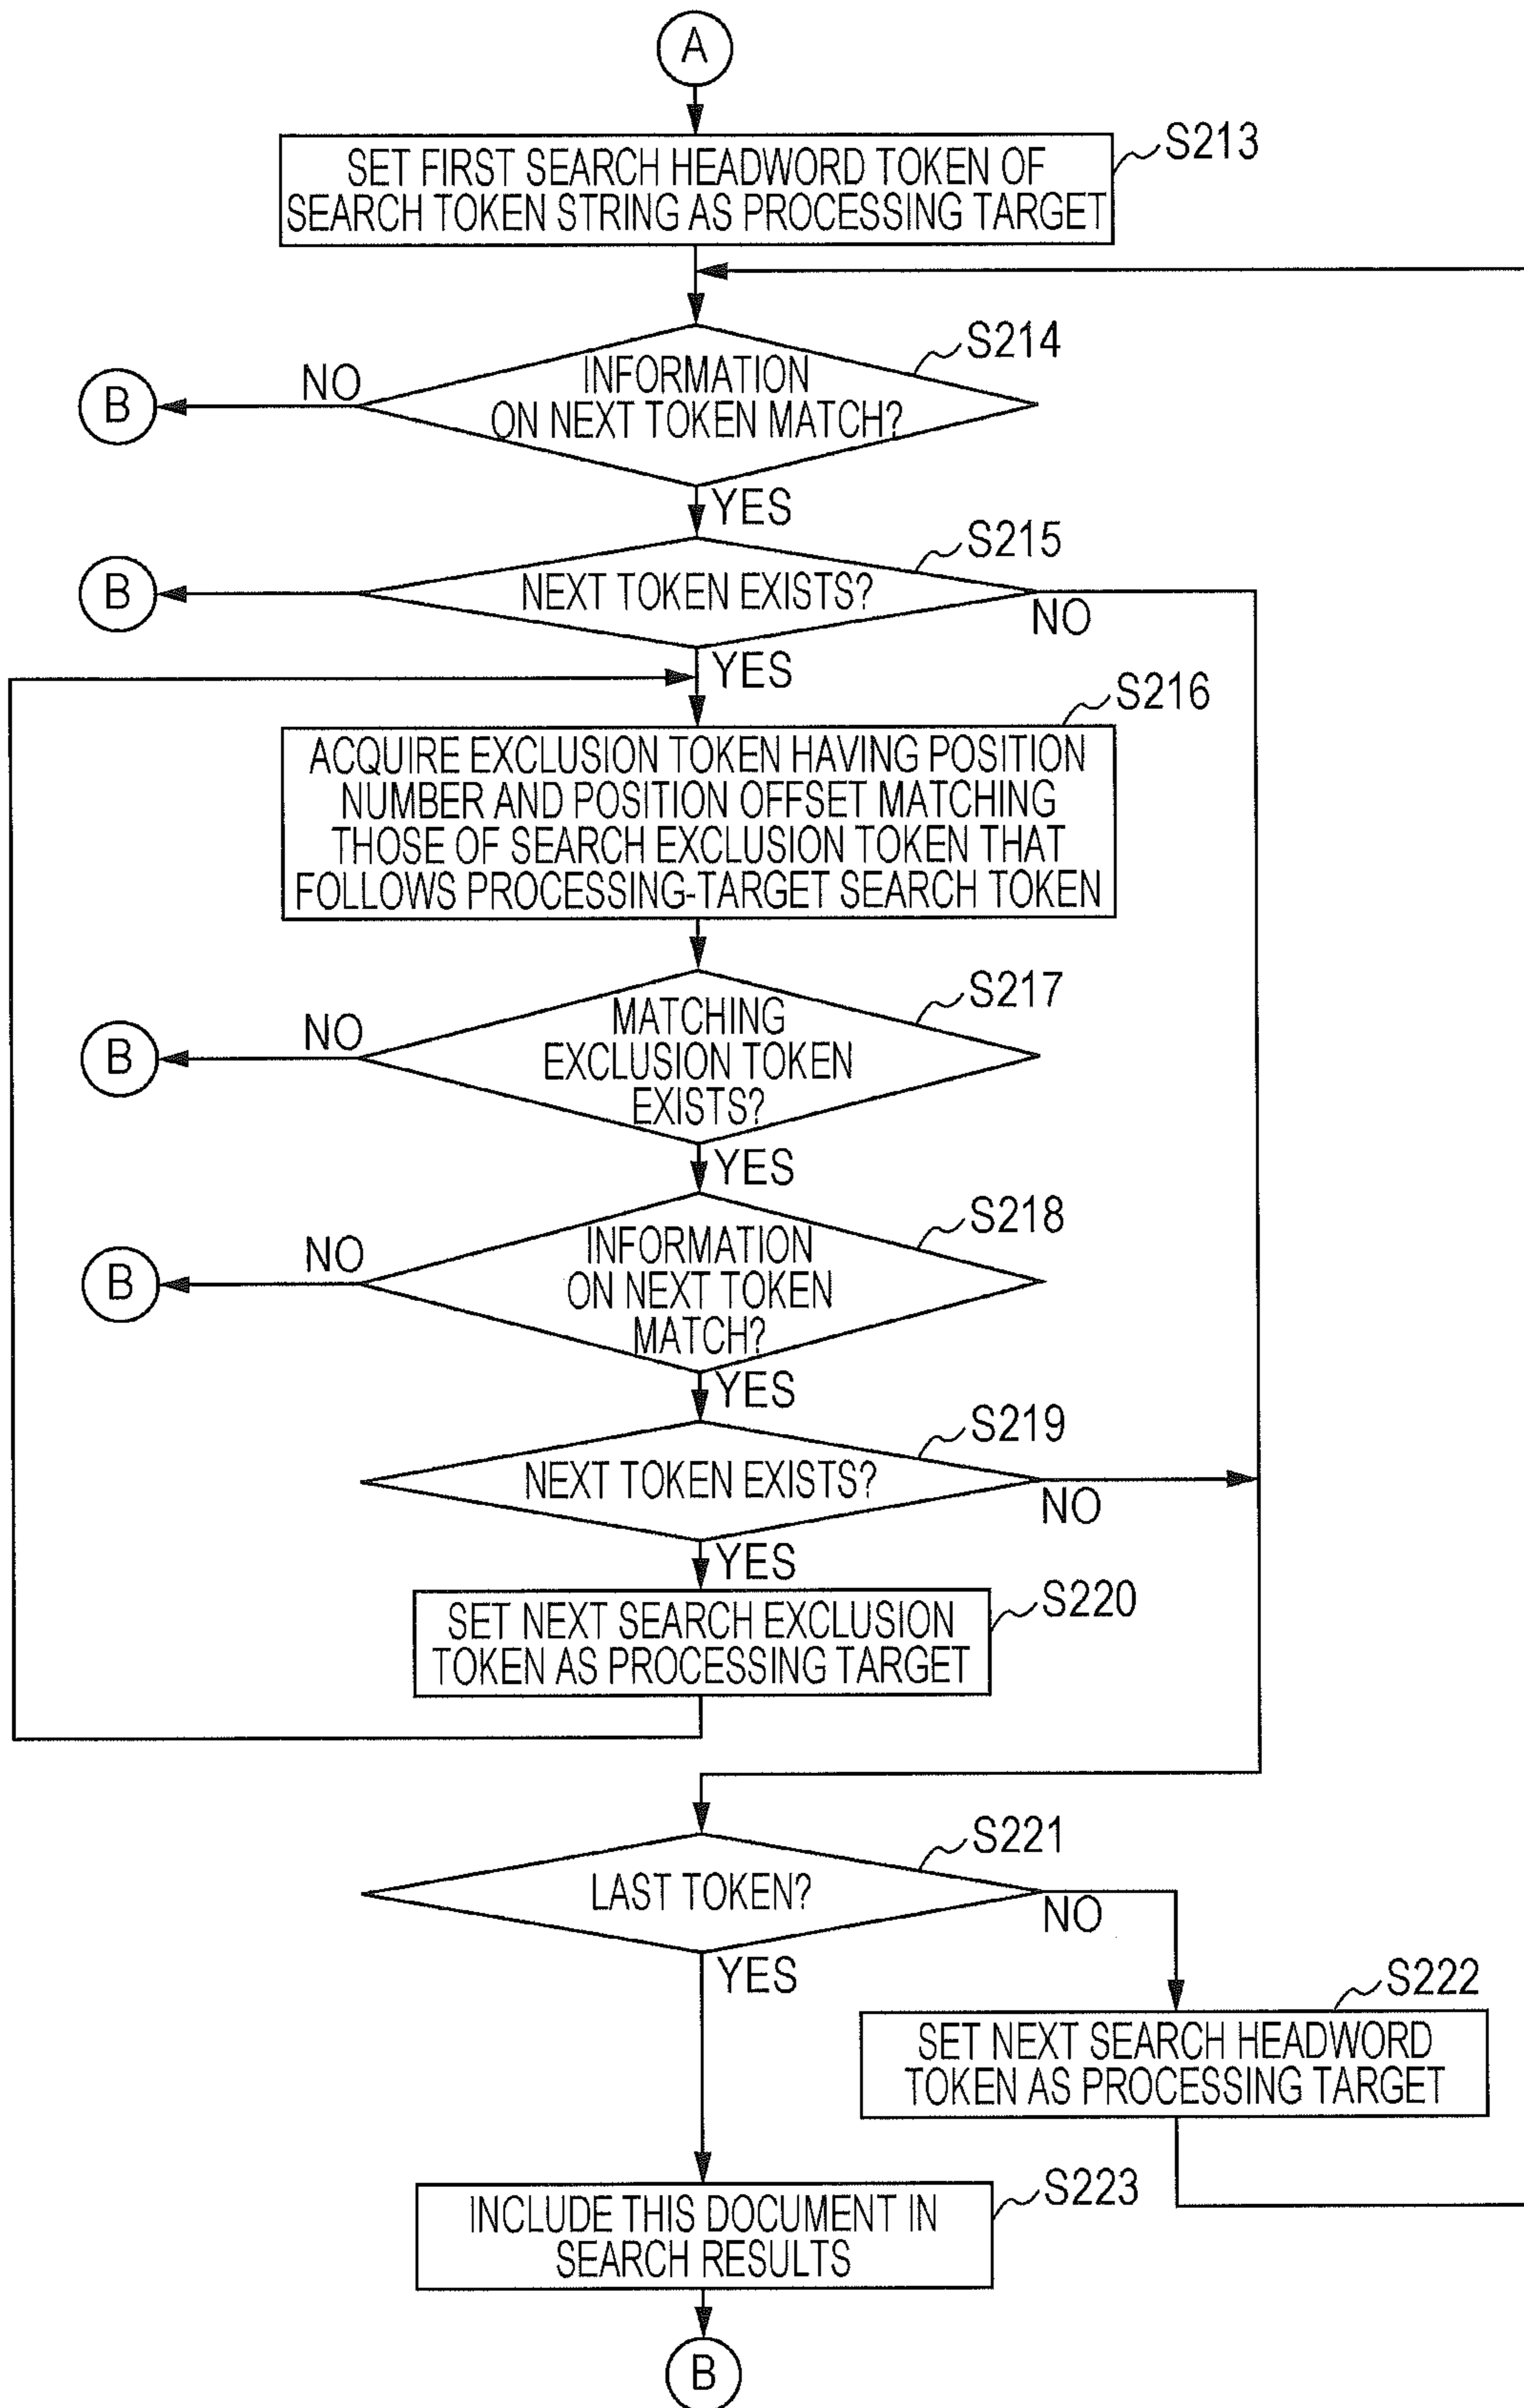 A
S213
SET FIRST SEARCH HEADWORD TOKEN OF
SEARCH TOKEN STRING AS PROCESSING TARGET
S214
INFORMATION
ON NEXT TOKEN MATCH?
NO
B
YES
S215
NEXT TOKEN EXISTS?
B
NO
YES
S216
ACQUIRE EXCLUSION TOKEN HAVING POSITION
NUMBER AND POSITION OFFSET MATCHING
THOSE OF SEARCH EXCLUSION TOKEN THAT
FOLLOWS PROCESSING-TARGET SEARCH TOKEN
S217
MATCHING
EXCLUSION TOKEN
EXISTS?
NO
B
YES
S218
INFORMATION
ON NEXT TOKEN
MATCH?
NO
B
YES
S219
NEXT TOKEN EXISTS?
NO
YES
S220
SET NEXT SEARCH EXCLUSION
TOKEN AS PROCESSING TARGET
S221
LAST TOKEN?
NO
YES
S222
SET NEXT SEARCH HEADWORD
TOKEN AS PROCESSING TARGET
S223
INCLUDE THIS DOCUMENT IN
SEARCH RESULTS
B